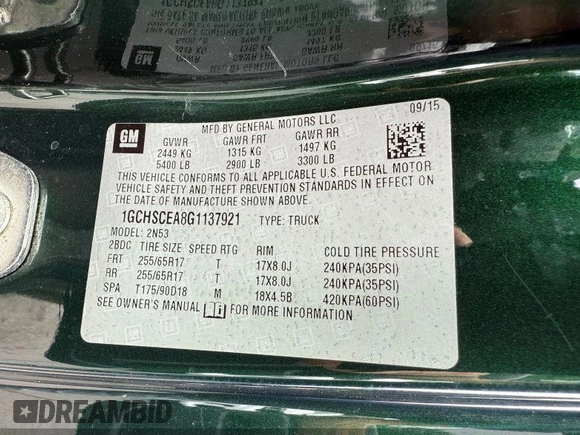 09/15
GM
MFD BY GENERAL MOTORS LLC
GVWR GAWR FRT GAWR RR
2449 KG 1315 KG 1497 KG
5400 LB 2900 LB 3300 LB
THIS VEHICLE CONFORMS TO ALL APPLICABLE U.S. FEDERAL MOTOR
VEHICLE SAFETY AND THEFT PREVENTION STANDARDS IN EFFECT ON
THE DATE OF MANUFACTURE SHOWN ABOVE.
1GCHSCEA8G1137921 TYPE: TRUCK
MODEL: 2N53
2BDC TIRE SIZE SPEED RTG RIM COLD TIRE PRESSURE
FRT 255/65R17 T 17X8.0J 240KPA(35PSI)
RR 255/65R17 T 17X8.0J 240KPA(35PSI)
SPA T175/90D18 M 18X4.5B 420KPA(60PSI)
SEE OWNER'S MANUAL FOR MORE INFORMATION
DREAMBID